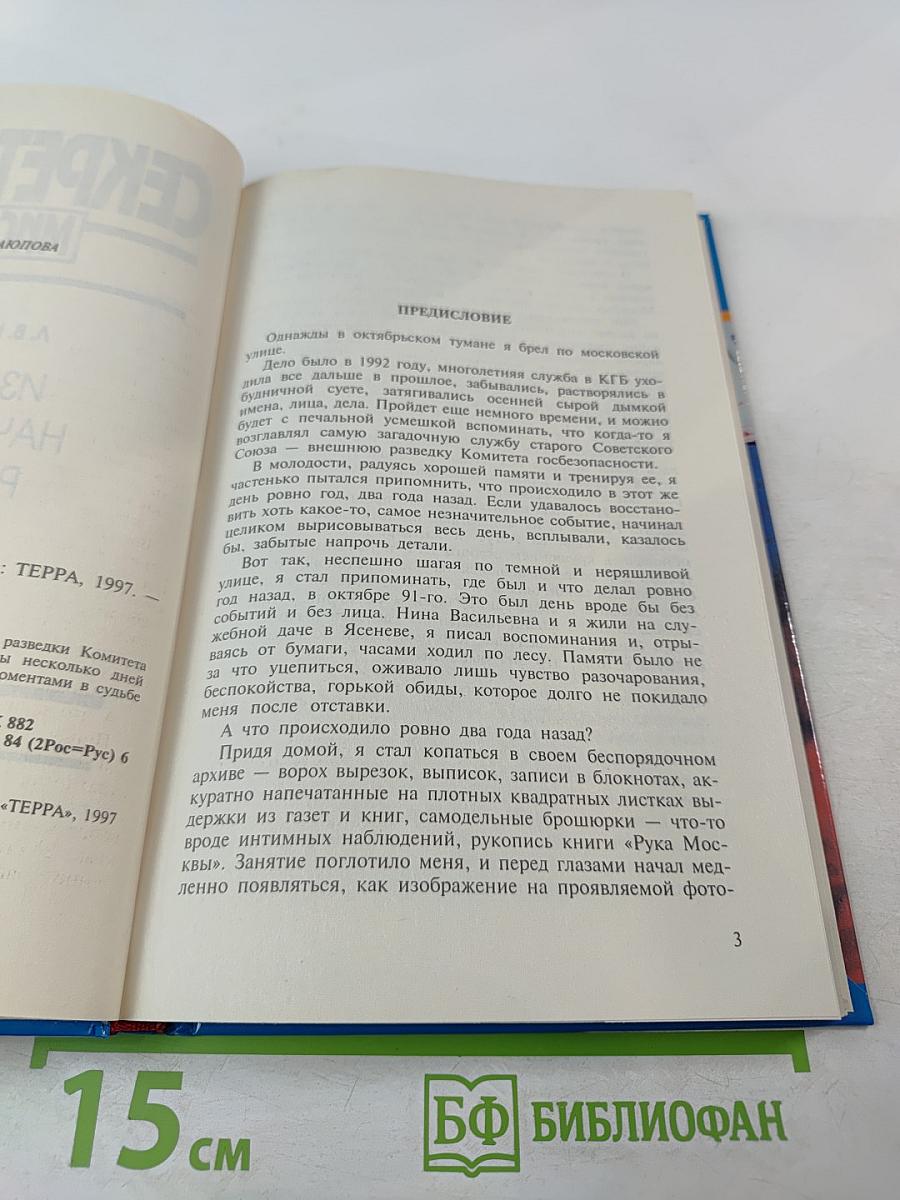 АЮПОВА
: ТЕРРА, 1997. —
разведки Комитета
ы несколько дней
оментами в судьбе
882
84 (2Рос=Рус) 6
«ТЕРРА», 1997
ПРЕДИСЛОВИЕ
Однажды в октябрьском тумане я брел по московской
улице.
Дело было в 1992 году, многолетняя служба в КГБ ухо-
дила все дальше в прошлое, забывались, растворялись в
будничной суете, затягивались осенней сырой дымкой
имена, лица, дела. Пройдет еще немного времени, и можно
будет с печальной усмешкой вспоминать, что когда-то я
возглавлял самую загадочную службу старого Советского
Союза — внешнюю разведку Комитета госбезопасности.
В молодости, радуясь хорошей памяти и тренируя ее, я
частенько пытался припомнить, что происходило в этот же
день ровно год, два года назад. Если удавалось восстано-
вить хоть какое-то, самое незначительное событие, начинал
целиком вырисовываться весь день, всплывали, казалось
бы, забытые напрочь детали.
Вот так, неспешно шагая по темной и неряшливой
улице, я стал припоминать, где был и что делал ровно
год назад, в октябре 91-го. Это был день вроде бы без
событий и без лица. Нина Васильевна и я жили на слу-
жебной даче в Ясеневе, я писал воспоминания и, отры-
ваясь от бумаги, часами ходил по лесу. Памяти было не
за что уцепиться, оживало лишь чувство разочарования,
беспокойства, горькой обиды, которое долго не покидало
меня после отставки.
А что происходило ровно два года назад?
Придя домой, я стал копаться в своем беспорядочном
архиве — ворох вырезок, выписок, записи в блокнотах, ак-
куратно напечатанные на плотных квадратных листках вы-
держки из газет и книг, самодельные брошюрки — что-то
вроде интимных наблюдений, рукопись книги «Рука Мос-
квы». Занятие поглотило меня, и перед глазами начал мед-
ленно появляться, как изображение на проявляемой фото-
3
15 см
БФ БИБЛИОФАН